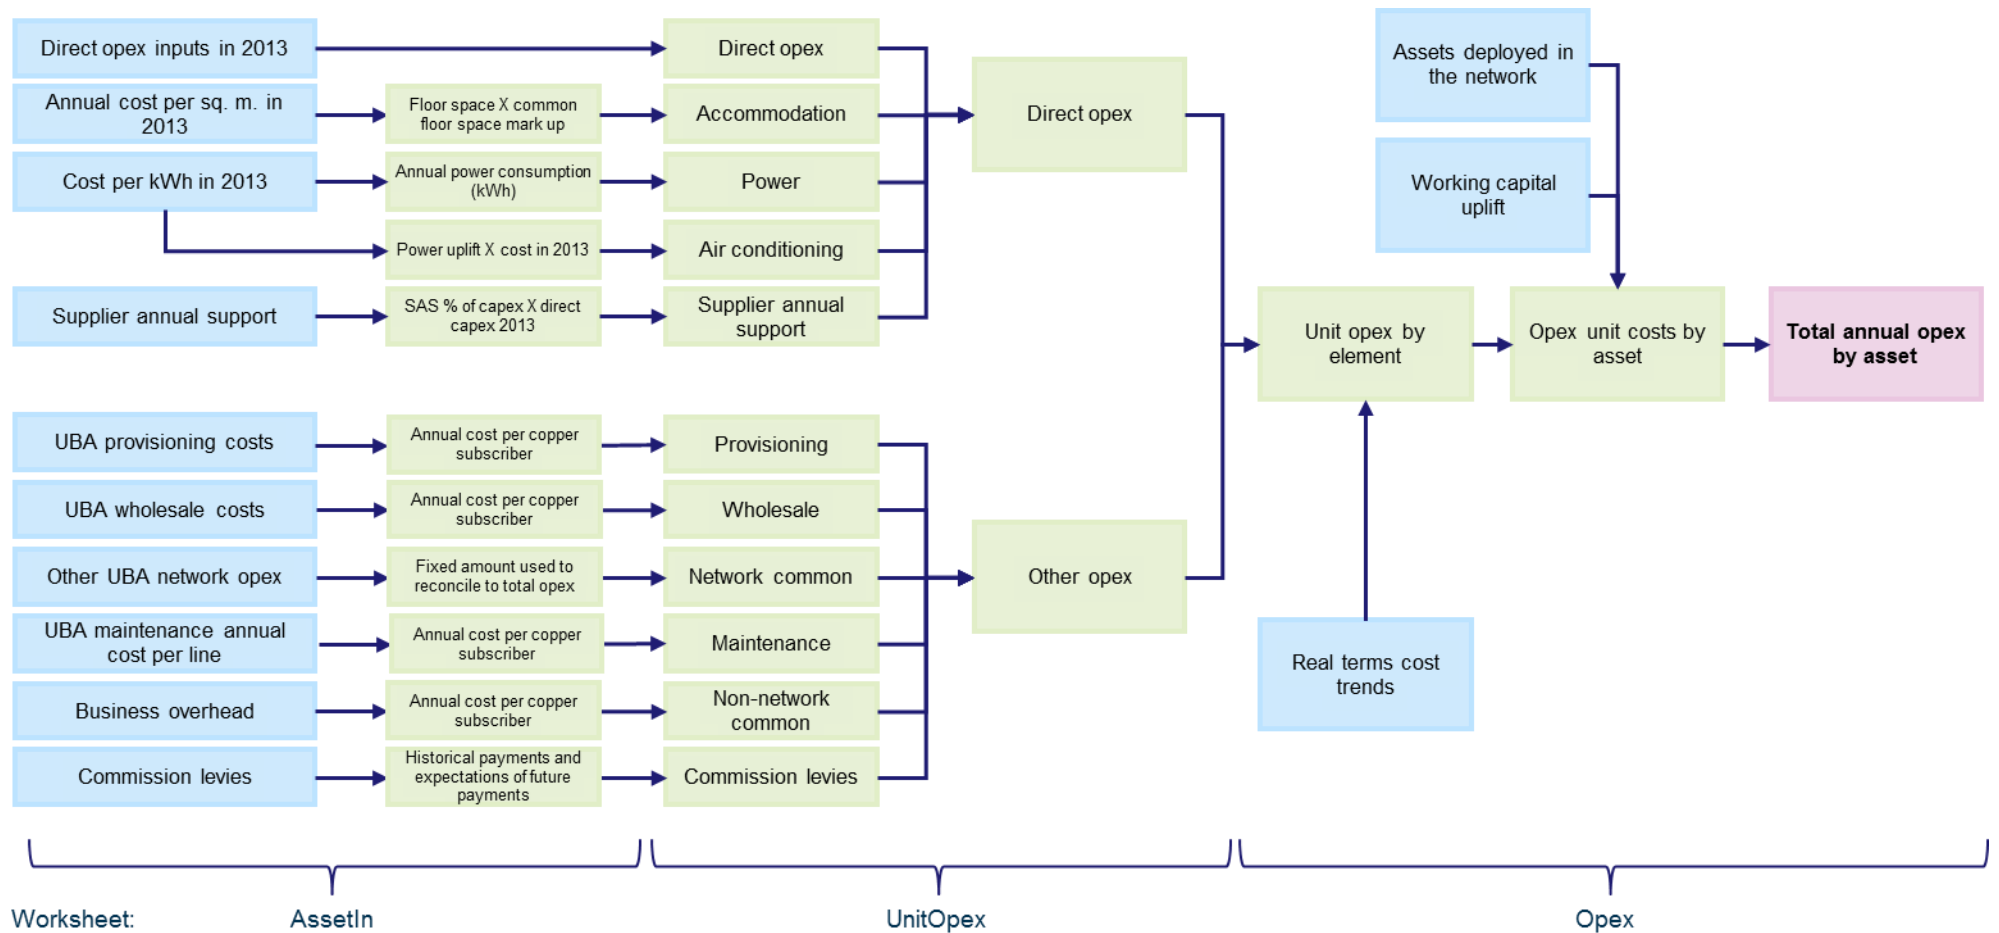 Direct opex inputs in 2013
Direct opex
Annual cost per sq. m. in
2013
Floor space X common
floor space mark up
Accommodation
Cost per kWh in 2013
Annual power consumption
(kWh)
Power
Power uplift X cost in 2013
Air conditioning
Supplier annual support
SAS % of capex X direct
capex 2013
Supplier annual
support
Direct opex
UBA provisioning costs
Annual cost per copper
subscriber
Provisioning
UBA wholesale costs
Annual cost per copper
subscriber
Wholesale
Other UBA network opex
Fixed amount used to
reconcile to total opex
Network common
UBA maintenance annual
cost per line
Annual cost per copper
subscriber
Maintenance
Business overhead
Annual cost per copper
subscriber
Non-network
common
Commission levies
Historical payments and
expectations of future
payments
Commission levies
Other opex
Assets deployed in
the network
Working capital
uplift
Unit opex by
element
Opex unit costs by
asset
Total annual opex
by asset
Real terms cost
trends
Worksheet:
AssetIn
UnitOpex
Opex